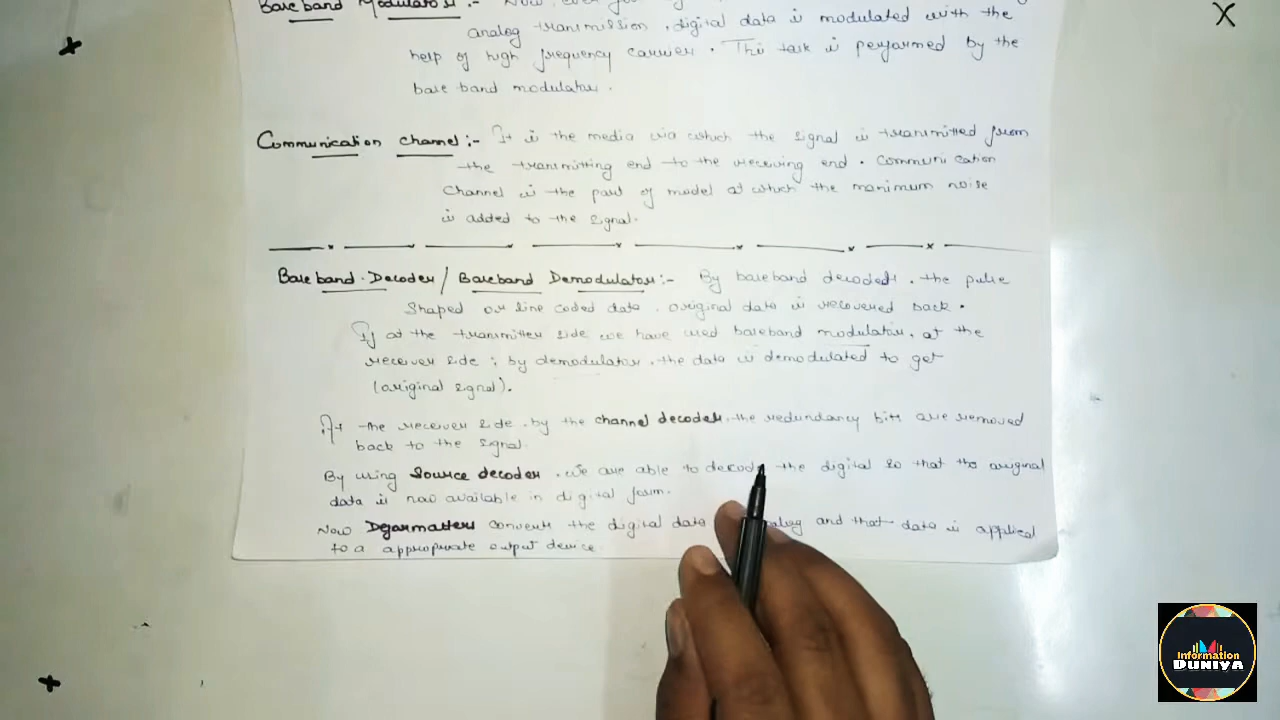 Baseband Modulator :- Now
analog transmission, digital data is modulated with the
help of high frequency carrier. This task is performed by the
base band modulator.
Communication Channel :- It is the media via which the signal is transmitted from
the transmitting end to the receiving end. Communication
Channel is the part of model at which the maximum noise
is added to the signal.
Baseband Decoder / Baseband Demodulator :- By baseband decoder, the pulse
Shaped or line coded data, original data is recovered back.
If at the transmitter side we have used baseband modulator, at the
receiver side ; by demodulator, the data is demodulated to get
(original signal).
At the receiver side, by the channel decoder, the redundancy bits are removed
back to the signal.
By using Source decoder, we are able to decode the digital so that the original
data is now available in digital form.
Now Deformatters convert the digital data analog and that data is applied
to a appropriate output device.
X
Information
DUNIYA